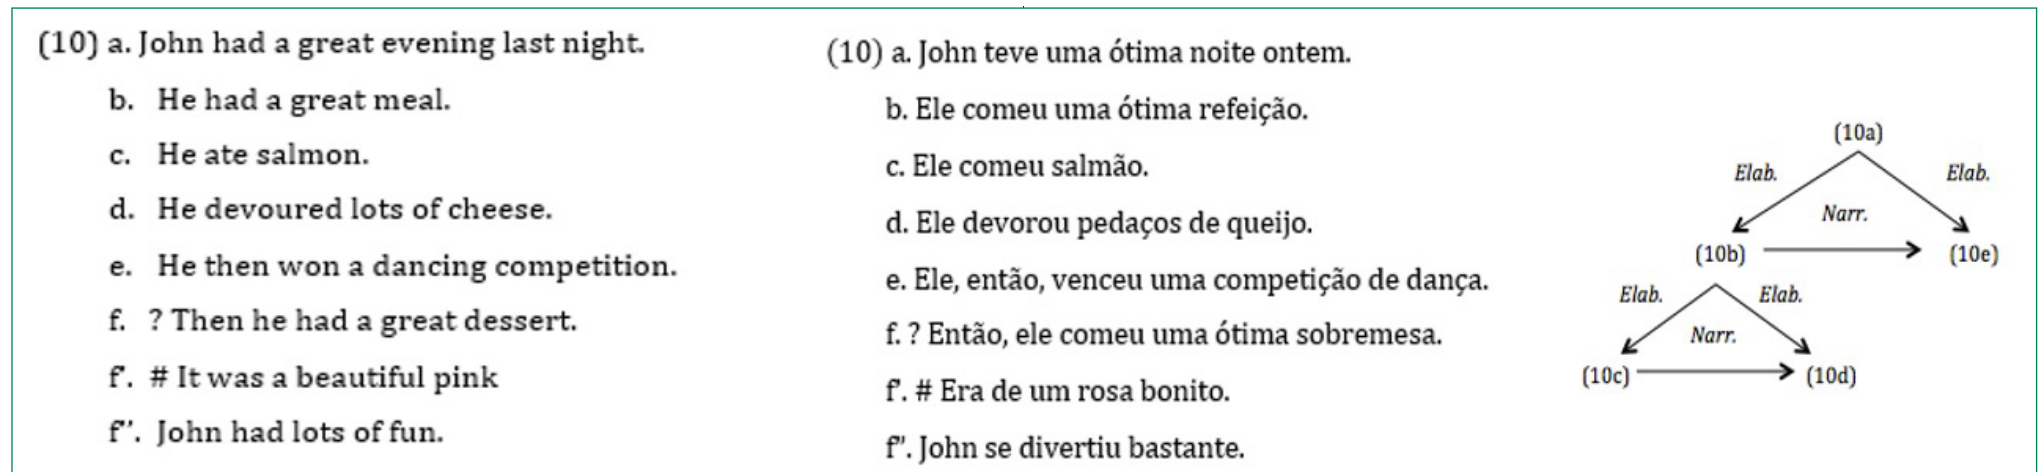 (10) a. John had a great evening last night.
b. He had a great meal.
c. He ate salmon.
d. He devoured lots of cheese.
e. He then won a dancing competition.
f. ? Then he had a great dessert.
f'. # It was a beautiful pink
f''. John had lots of fun.
(10) a. John teve uma ótima noite ontem.
b. Ele comeu uma ótima refeição.
c. Ele comeu salmão.
d. Ele devorou pedaços de queijo.
e. Ele, então, venceu uma competição de dança.
f. ? Então, ele comeu uma ótima sobremesa.
f'. # Era de um rosa bonito.
f''. John se divertiu bastante.
(10a)
Elab. Elab.
Narr.
(10b) (10e)
Elab. Elab.
Narr.
(10c) (10d)